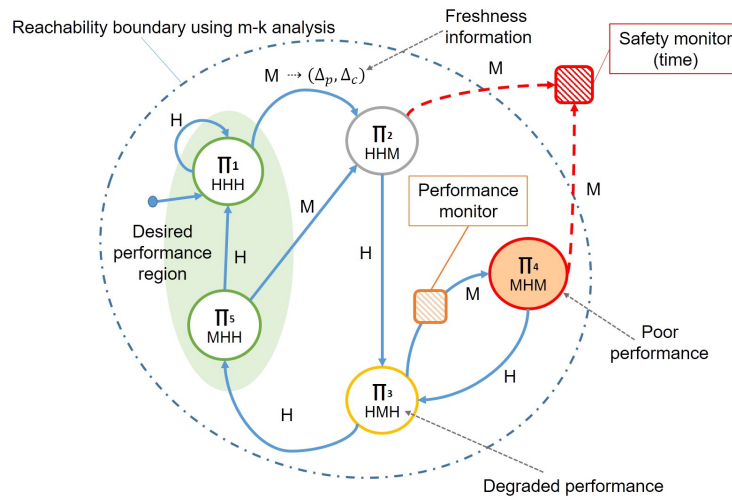 Freshness
information
Reachability boundary using m-k analysis
Safety monitor
(time)
M ⇢ (Δp, Δc)
M
H
Π1
HHH
Π2
HHM
Performance
monitor
M
M
Desired
performance
region
H
H
Π4
MHM
M
Π5
MHH
Poor
performance
H
Π3
HMH
H
Degraded performance